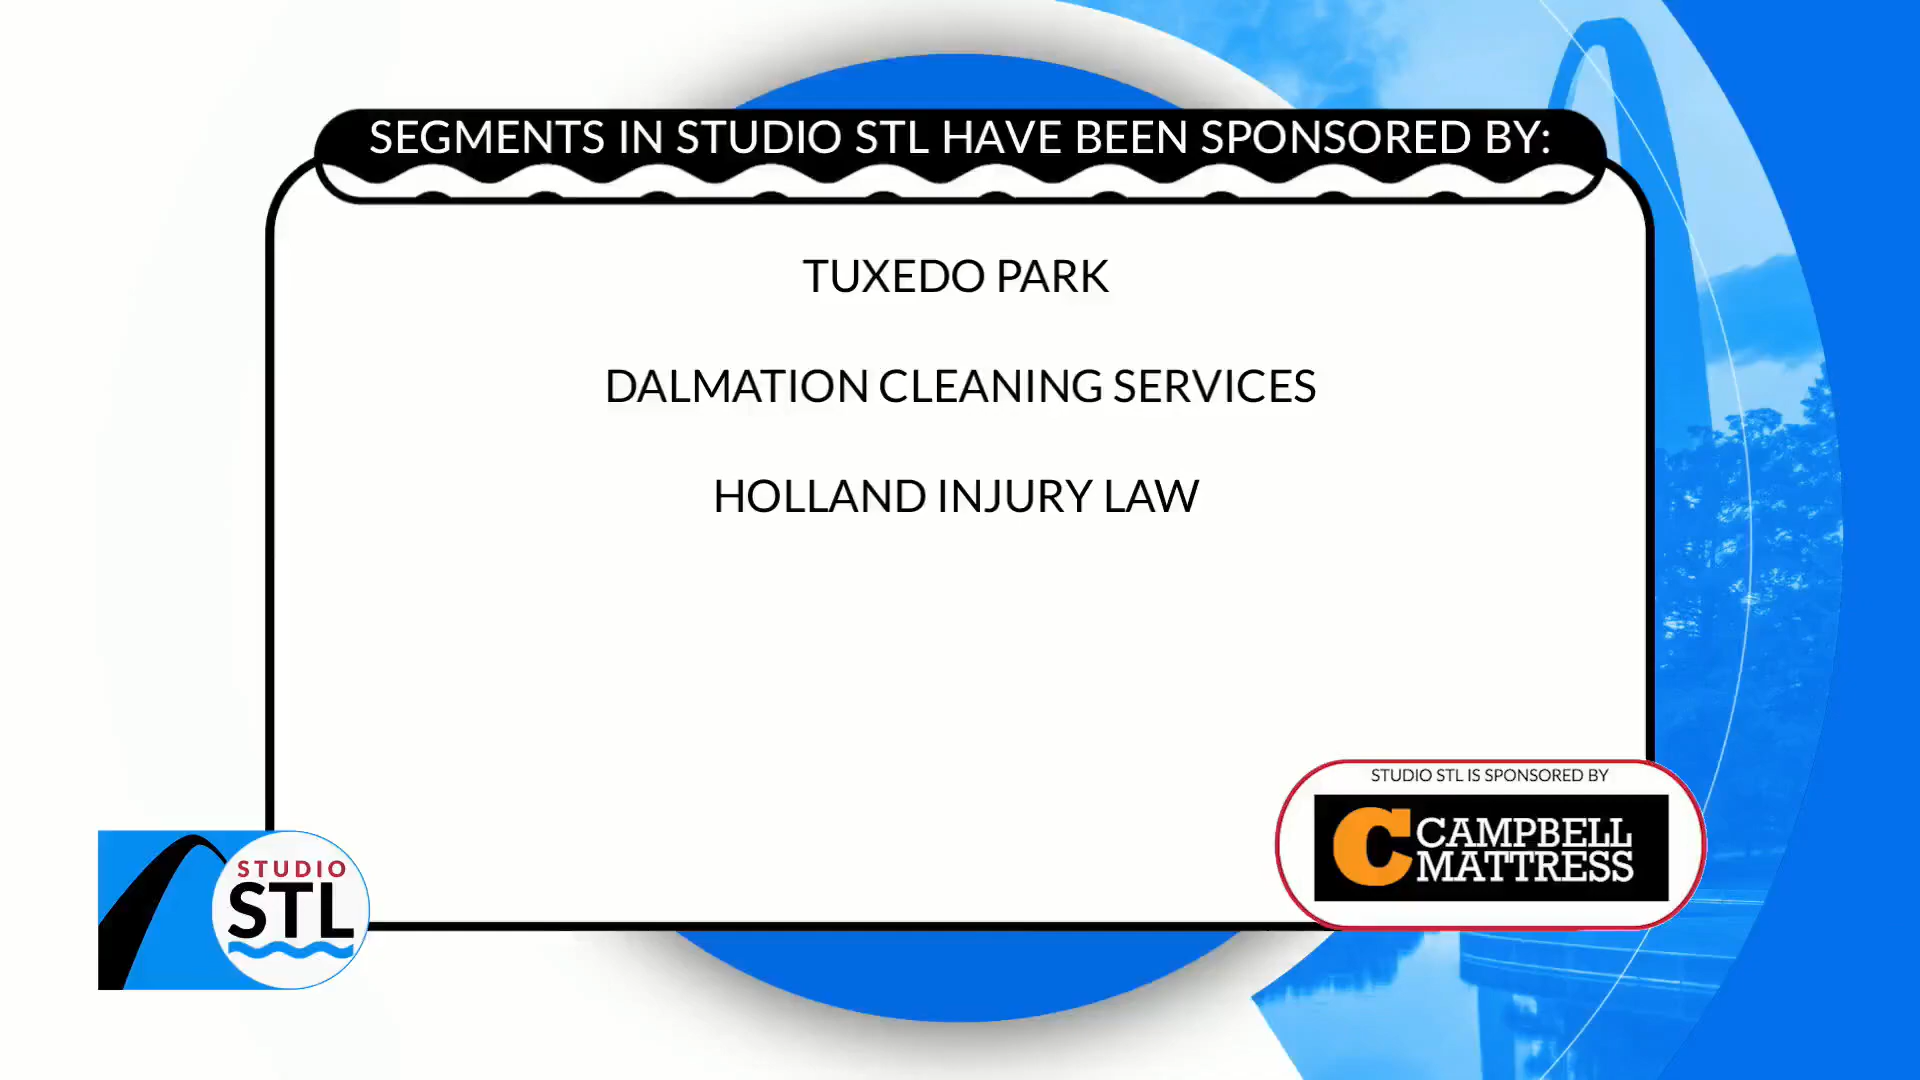 SEGMENTS IN STUDIO STL HAVE BEEN SPONSORED BY:
TUXEDO PARK
DALMATION CLEANING SERVICES
HOLLAND INJURY LAW
STUDIO STL IS SPONSORED BY
C CAMPBELL
MATTRESS
STUDIO
STL